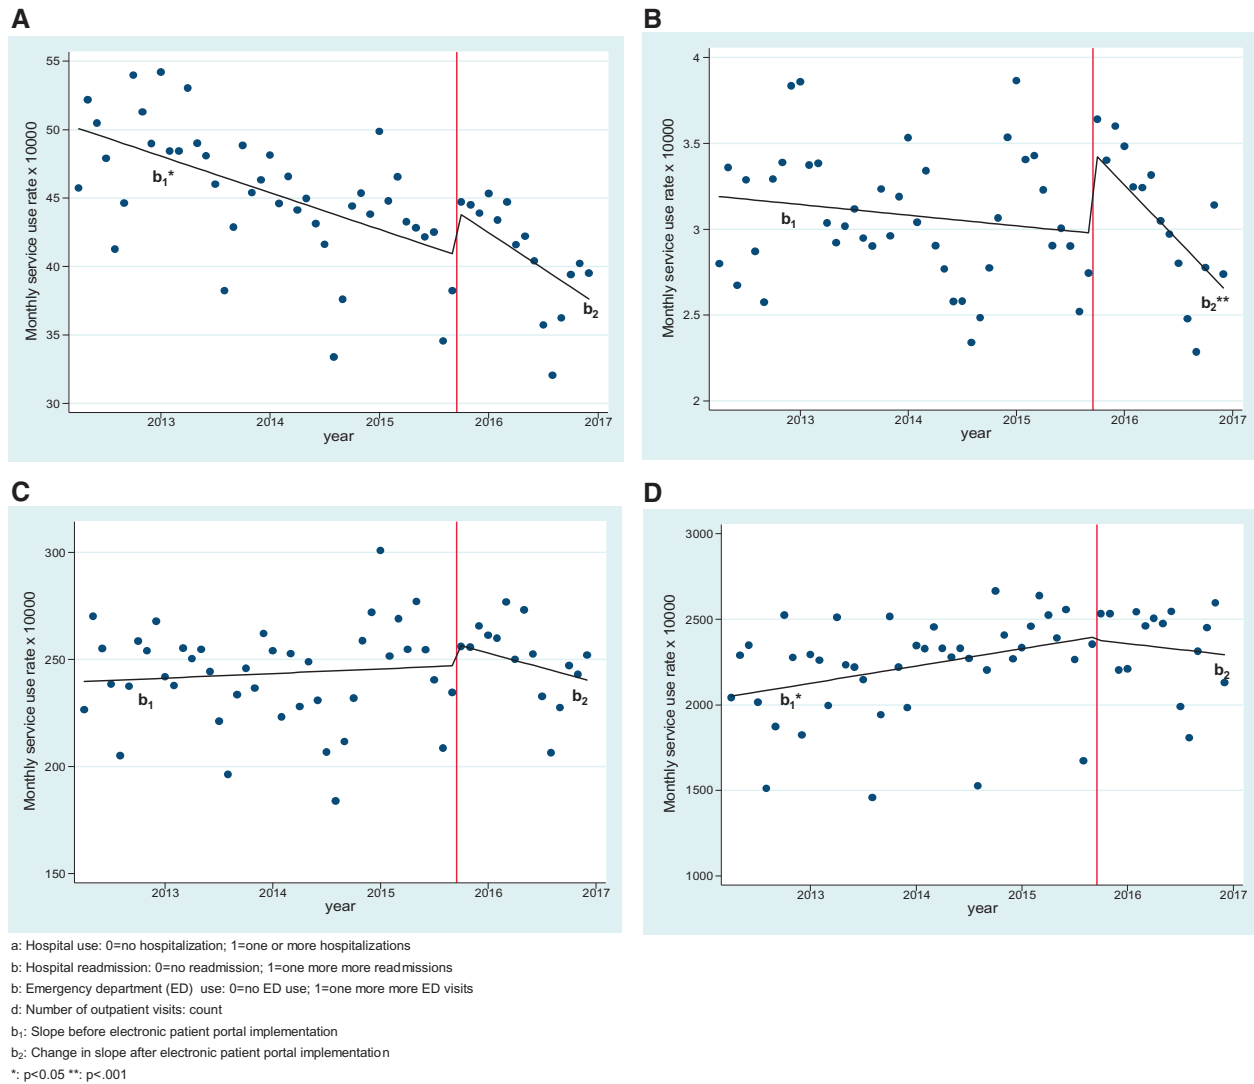 A
Monthly service use rate x 10000
55
50
45
40
35
30
b1*
b2
2013 2014 2015 2016 2017
year
B
Monthly service use rate x 10000
4
3.5
3
2.5
2
b1
b2**
2013 2014 2015 2016 2017
year
C
Monthly service use rate x 10000
300
250
200
150
b1
b2
2013 2014 2015 2016 2017
year
D
Monthly service use rate x 10000
3000
2500
2000
1500
1000
b1*
b2
2013 2014 2015 2016 2017
year
a: Hospital use: 0=no hospitalization; 1=one or more hospitalizations
b: Hospital readmission: 0=no readmission; 1=one more more readmissions
b: Emergency department (ED) use: 0=no ED use; 1=one more more ED visits
d: Number of outpatient visits: count
b1: Slope before electronic patient portal implementation
b2: Change in slope after electronic patient portal implementation
*: p<0.05 **: p<.001